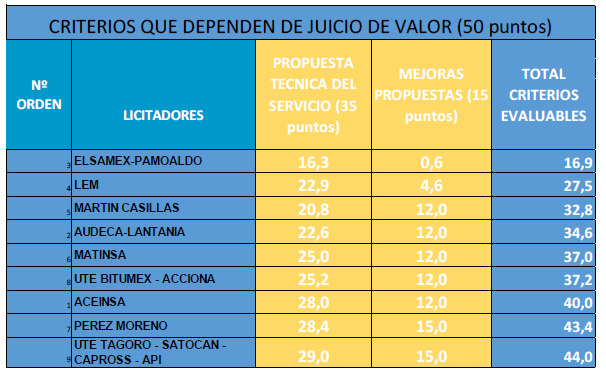 CRITERIOS QUE DEPENDEN DE JUICIO DE VALOR (50 puntos)
Nº ORDEN LICITADORES PROPUESTA TECNICA DEL SERVICIO (35 puntos) MEJORAS PROPUESTAS (15 puntos) TOTAL CRITERIOS EVALUABLES
3 ELSAMEX-PAMOALDO 16,3 0,6 16,9
4 LEM 22,9 4,6 27,5
5 MARTIN CASILLAS 20,8 12,0 32,8
2 AUDECA-LANTANIA 22,6 12,0 34,6
6 MATINSA 25,0 12,0 37,0
8 UTE BITUMEX - ACCIONA 25,2 12,0 37,2
1 ACEINSA 28,0 12,0 40,0
7 PEREZ MORENO 28,4 15,0 43,4
9 UTE TAGORO - SATOCAN - CAPROSS - API 29,0 15,0 44,0